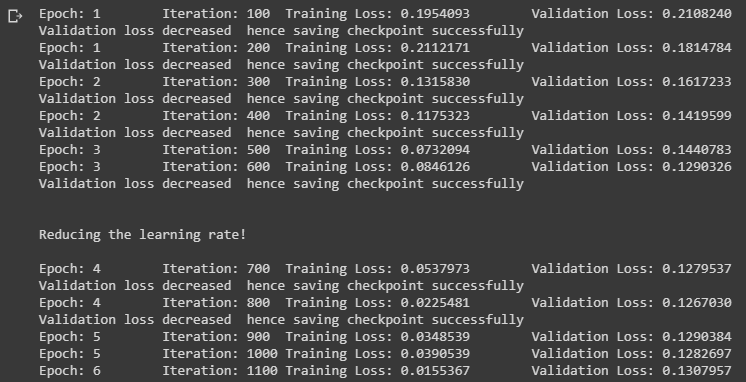 Epoch: 1 Iteration: 100 Training Loss: 0.1954093 Validation Loss: 0.2108240
Validation loss decreased hence saving checkpoint successfully
Epoch: 1 Iteration: 200 Training Loss: 0.2112171 Validation Loss: 0.1814784
Validation loss decreased hence saving checkpoint successfully
Epoch: 2 Iteration: 300 Training Loss: 0.1315830 Validation Loss: 0.1617233
Validation loss decreased hence saving checkpoint successfully
Epoch: 2 Iteration: 400 Training Loss: 0.1175323 Validation Loss: 0.1419599
Validation loss decreased hence saving checkpoint successfully
Epoch: 3 Iteration: 500 Training Loss: 0.0732094 Validation Loss: 0.1440783
Epoch: 3 Iteration: 600 Training Loss: 0.0846126 Validation Loss: 0.1290326
Validation loss decreased hence saving checkpoint successfully
Reducing the learning rate!
Epoch: 4 Iteration: 700 Training Loss: 0.0537973 Validation Loss: 0.1279537
Validation loss decreased hence saving checkpoint successfully
Epoch: 4 Iteration: 800 Training Loss: 0.0225481 Validation Loss: 0.1267030
Validation loss decreased hence saving checkpoint successfully
Epoch: 5 Iteration: 900 Training Loss: 0.0348539 Validation Loss: 0.1290384
Epoch: 5 Iteration: 1000 Training Loss: 0.0390539 Validation Loss: 0.1282697
Epoch: 6 Iteration: 1100 Training Loss: 0.0155367 Validation Loss: 0.1307957